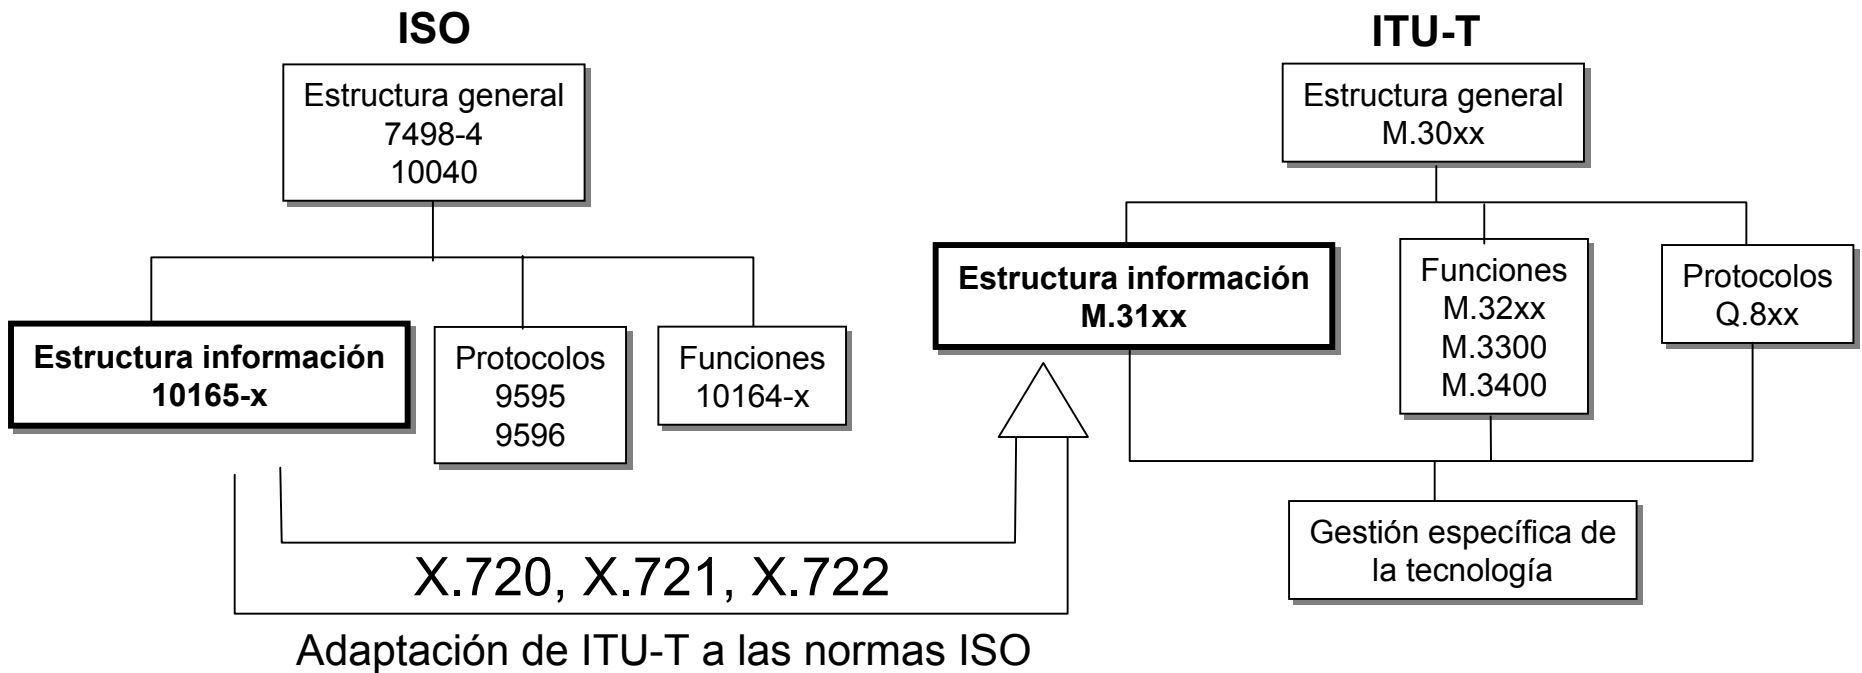 ISO
Estructura general
7498-4
10040
Estructura información
10165-x
Protocolos
9595
9596
Funciones
10164-x
ITU-T
Estructura general
M.30xx
Estructura información
M.31xx
Funciones
M.32xx
M.3300
M.3400
Protocolos
Q.8xx
Gestión específica de
la tecnología
X.720, X.721, X.722
Adaptación de ITU-T a las normas ISO